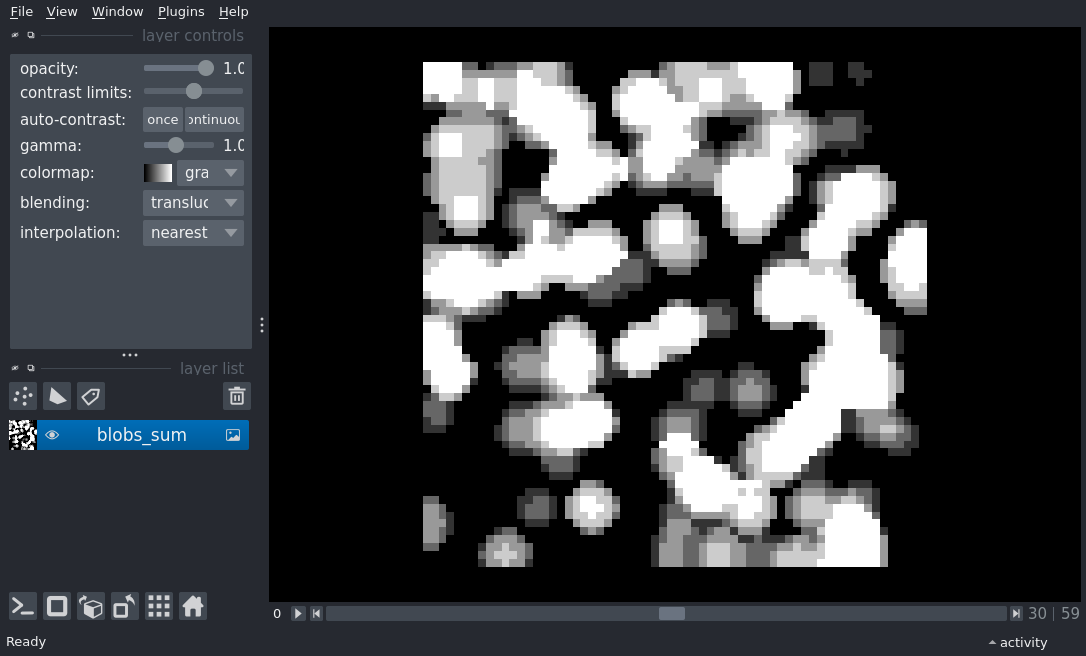 File View Window Plugins Help
layer controls
opacity: 1.0
contrast limits:
auto-contrast: once ontinuou
gamma: 1.0
colormap: gra
blending: transluc
interpolation: nearest
layer list
blobs_sum
0 30 | 59
Ready activity